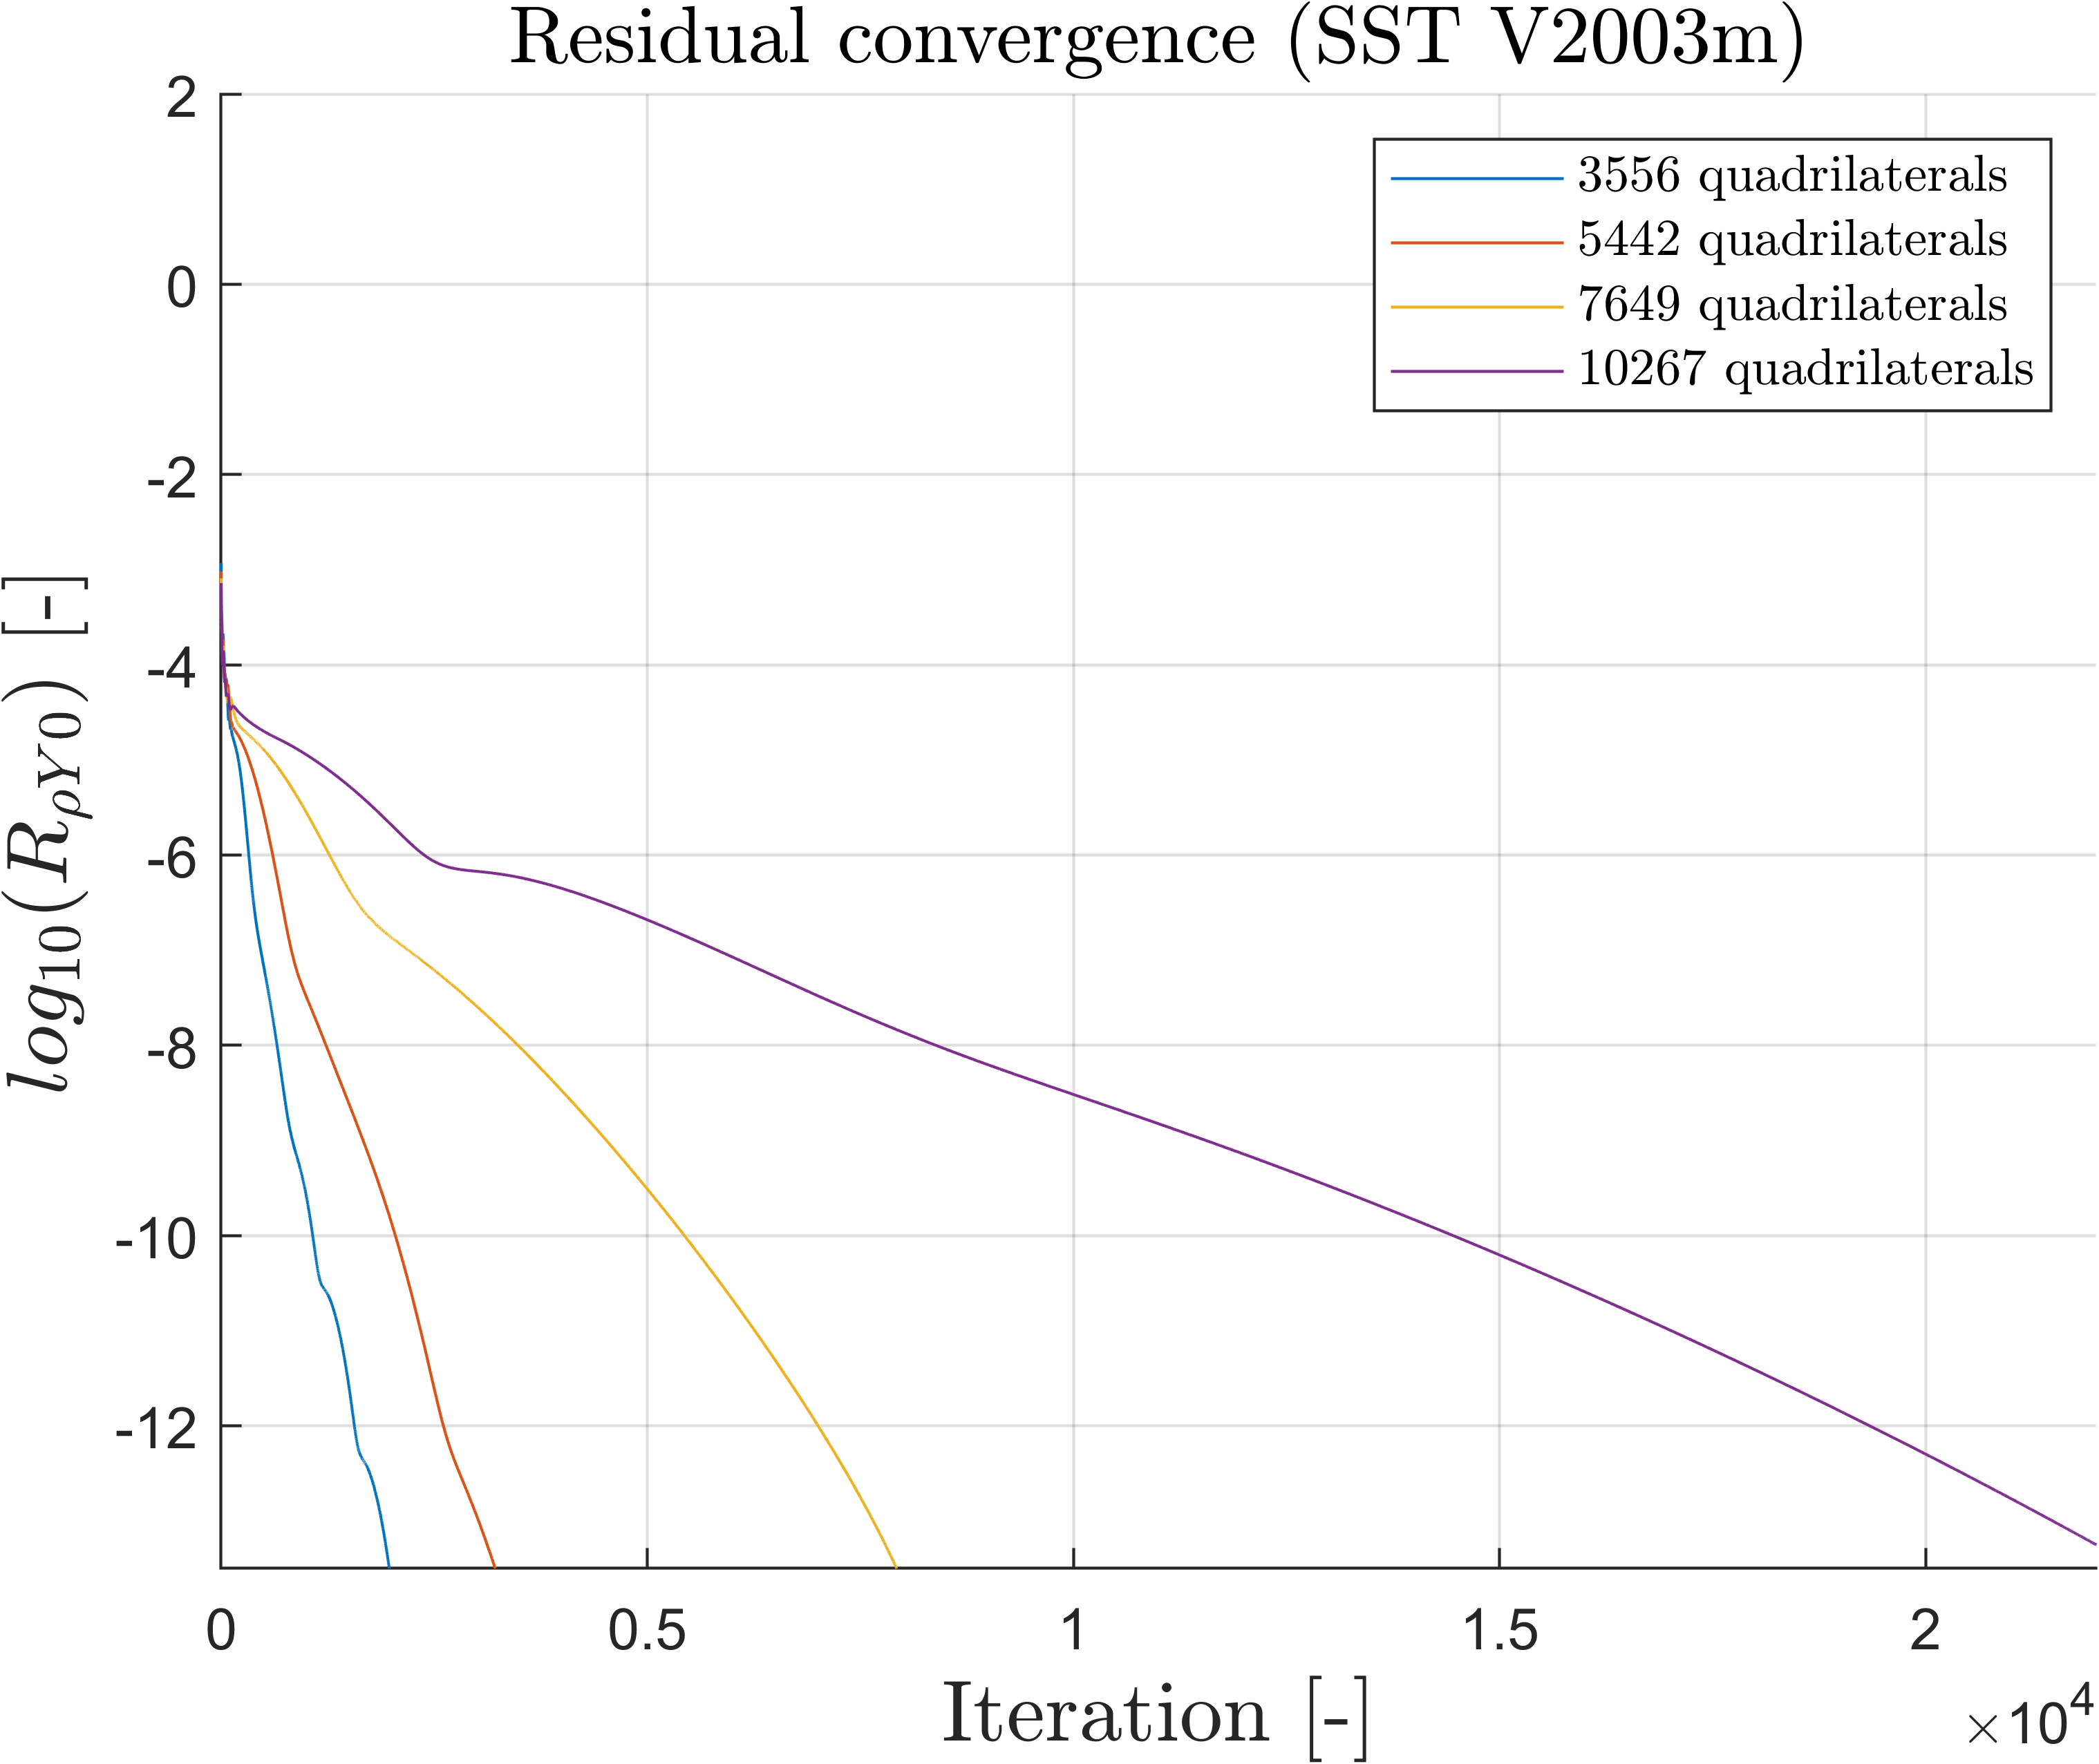 Residual convergence (SST V2003m)
2
0
-2
-4
-6
-8
-10
-12
log10(RρY0) [-]
3556 quadrilaterals
5442 quadrilaterals
7649 quadrilaterals
10267 quadrilaterals
0 0.5 1 1.5 2
Iteration [-]
×10^4